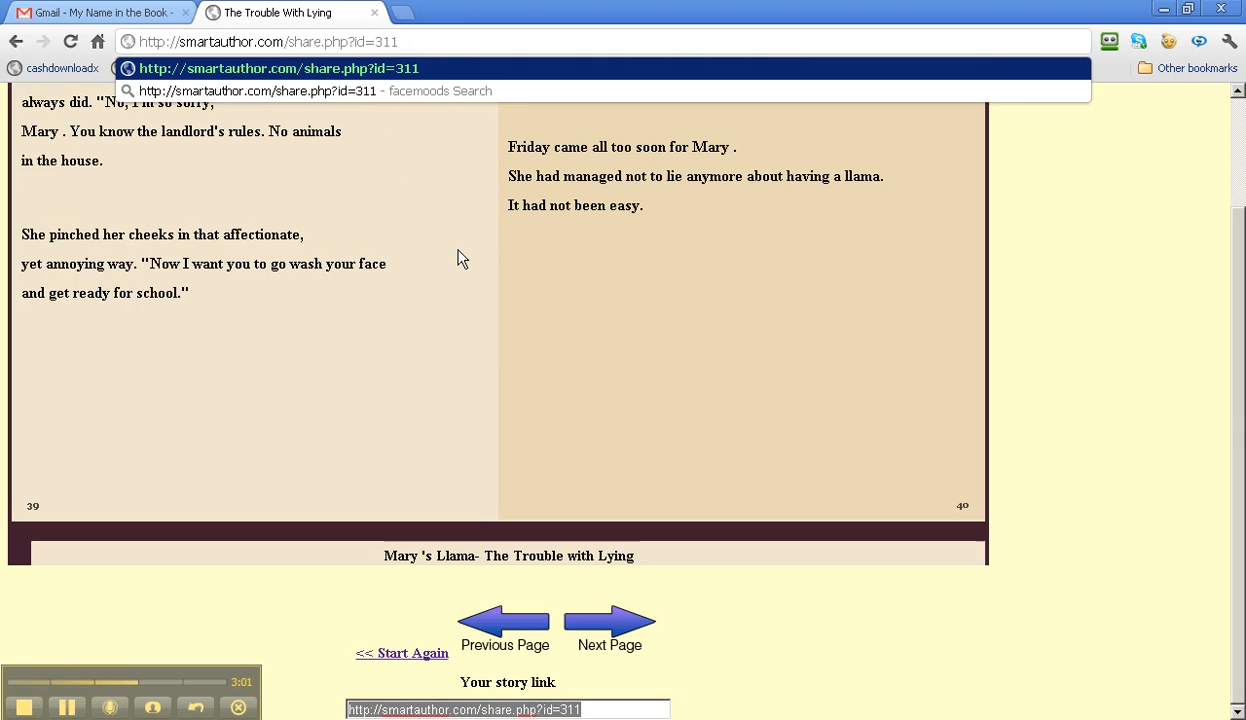 Gmail - My Name in the Book -
The Trouble With Lying
http://smartauthor.com/share.php?id=311
cashdownloadx
http://smartauthor.com/share.php?id=311
Other bookmarks
http://smartauthor.com/share.php?id=311 - facemoods Search
always did. "No, I'm so sorry,
Mary . You know the landlord's rules. No animals
in the house.
She pinched her cheeks in that affectionate,
yet annoying way. "Now I want you to go wash your face
and get ready for school."
39
Friday came all too soon for Mary .
She had managed not to lie anymore about having a llama.
It had not been easy.
40
Mary 's Llama- The Trouble with Lying
Previous Page
Next Page
<< Start Again
Your story link
http://smartauthor.com/share.php?id=311
3:01